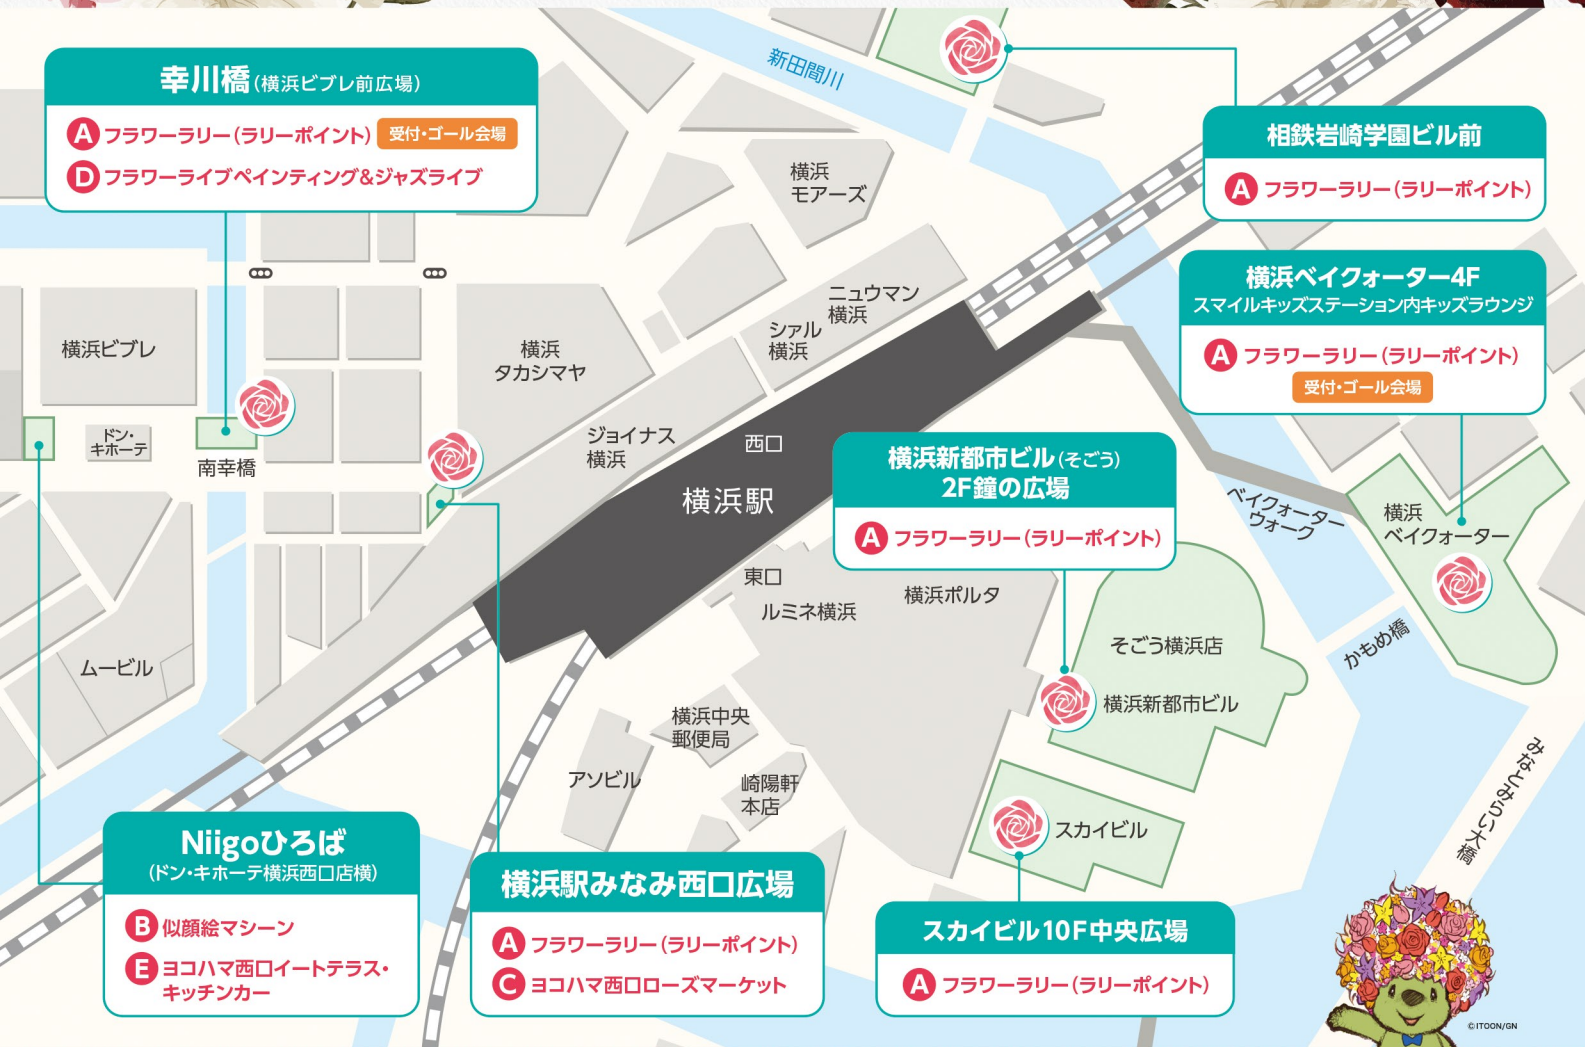 幸川橋(横浜ビブレ前広場)
A フラワーラリー(ラリーポイント) 受付・ゴール会場
D フラワーライブペインティング&ジャズライブ
新田間川
相鉄岩崎学園ビル前
A フラワーラリー(ラリーポイント)
横浜
モアーズ
横浜ベイクォーター4F
スマイルキッズステーション内キッズラウンジ
A フラワーラリー(ラリーポイント)
受付・ゴール会場
ニュウマン
横浜
シァル
横浜
横浜ビブレ
横浜
タカシマヤ
ドン・
キホーテ
南幸橋
ジョイナス
横浜
西口
横浜駅
東口
横浜新都市ビル(そごう)
2F鐘の広場
A フラワーラリー(ラリーポイント)
ベイクォーター
ウォーク
横浜
ベイクォーター
ルミネ横浜
横浜ポルタ
そごう横浜店
横浜新都市ビル
かもめ橋
ムービル
横浜中央
郵便局
アソビル
崎陽軒
本店
スカイビル
みなとみらい大橋
Niigoひろば
(ドン・キホーテ横浜西口店横)
B 似顔絵マシーン
E ヨコハマ西口イートテラス・
キッチンカー
横浜駅みなみ西口広場
A フラワーラリー(ラリーポイント)
C ヨコハマ西口ローズマーケット
スカイビル10F中央広場
A フラワーラリー(ラリーポイント)
©ITOON/GN